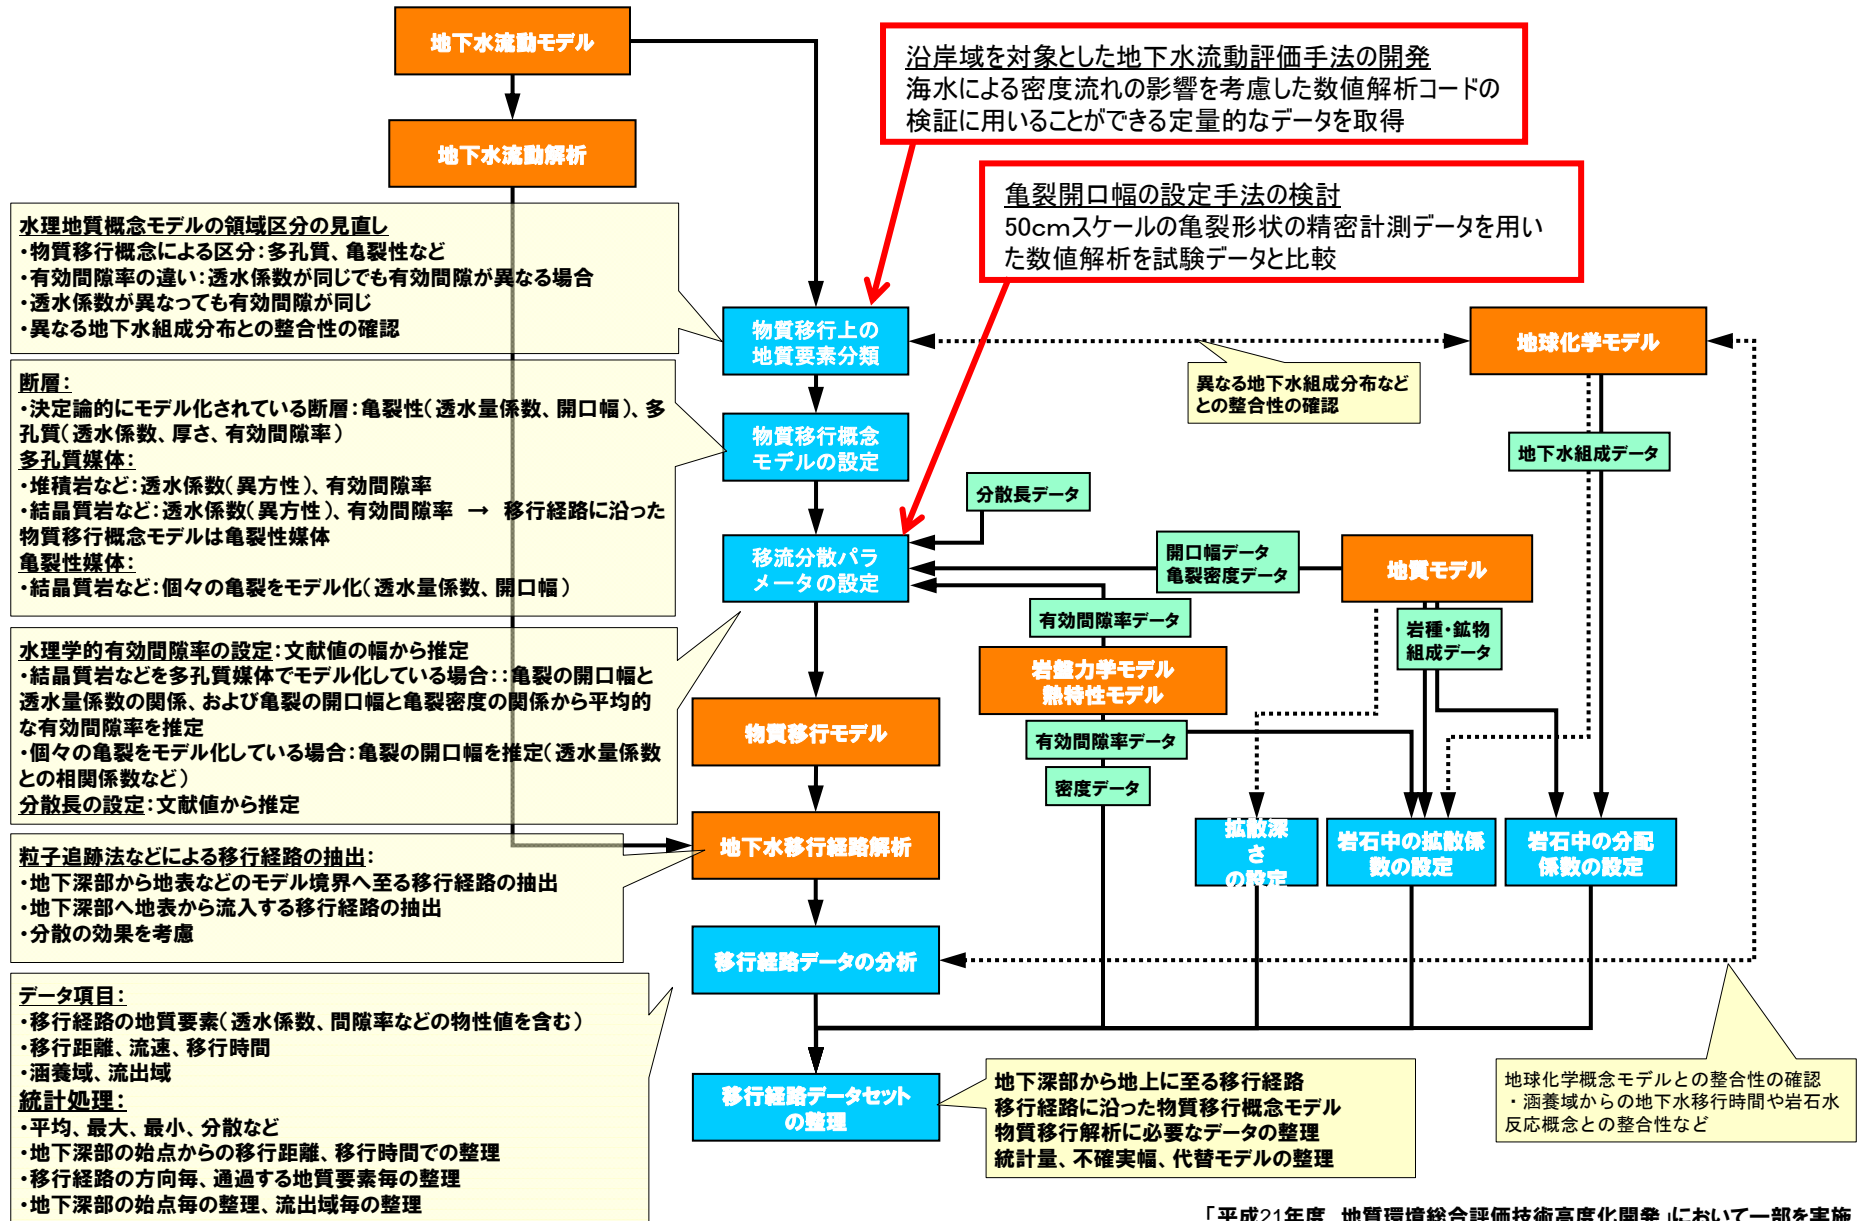 地下水流動モデル
地下水流動解析
沿岸域を対象とした地下水流動評価手法の開発
海水による密度流れの影響を考慮した数値解析コードの
検証に用いることができる定量的なデータを取得
亀裂開口幅の設定手法の検討
50cmスケールの亀裂形状の精密計測データを用い
た数値解析を試験データと比較
水理地質概念モデルの領域区分の見直し
・物質移行概念による区分：多孔質、亀裂性など
・有効間隙率の違い：透水係数が同じでも有効間隙が異なる場合
・透水係数が異なっても有効間隙が同じ
・異なる地下水組成分布との整合性の確認
断層：
・決定論的にモデル化されている断層：亀裂性（透水量係数、開口幅）、多
孔質（透水係数、厚さ、有効間隙率）
多孔質媒体：
・堆積岩など：透水係数（異方性）、有効間隙率
・結晶質岩など：透水係数（異方性）、有効間隙率 → 移行経路に沿った
物質移行概念モデルは亀裂性媒体
亀裂性媒体：
・結晶質岩など：個々の亀裂をモデル化（透水量係数、開口幅）
水理学的有効間隙率の設定：文献値の幅から推定
・結晶質岩などを多孔質媒体でモデル化している場合：：亀裂の開口幅と
透水量係数の関係、および亀裂の開口幅と亀裂密度の関係から平均的
な有効間隙率を推定
・個々の亀裂をモデル化している場合：亀裂の開口幅を推定（透水量係数
との相関係数など）
分散長の設定：文献値から推定
粒子追跡法などによる移行経路の抽出：
・地下深部から地表などのモデル境界へ至る移行経路の抽出
・地下深部へ地表から流入する移行経路の抽出
・分散の効果を考慮
データ項目：
・移行経路の地質要素（透水係数、間隙率などの物性値を含む）
・移行距離、流速、移行時間
・涵養域、流出域
統計処理：
・平均、最大、最小、分散など
・地下深部の始点からの移行距離、移行時間での整理
・移行経路の方向毎、通過する地質要素毎の整理
・地下深部の始点毎の整理、流出域毎の整理
物質移行上の
地質要素分類
物質移行概念
モデルの設定
移流分散パラ
メータの設定
物質移行モデル
地下水移行経路解析
移行経路データの分析
移行経路データセット
の整理
地球化学モデル
異なる地下水組成分布など
との整合性の確認
地下水組成データ
分散長データ
開口幅データ
亀裂密度データ
地質モデル
有効間隙率データ
岩種・鉱物
組成データ
岩盤力学モデル
熱特性モデル
有効間隙率データ
密度データ
拡散深
さ
の設定
岩石中の拡散係
数の設定
岩石中の分配
係数の設定
地下深部から地上に至る移行経路
移行経路に沿った物質移行概念モデル
物質移行解析に必要なデータの整理
統計量、不確実幅、代替モデルの整理
地球化学概念モデルとの整合性の確認
・涵養域からの地下水移行時間や岩石水
反応概念との整合性など
「平成21年度 地質環境総合評価技術高度化開発」において一部を実施